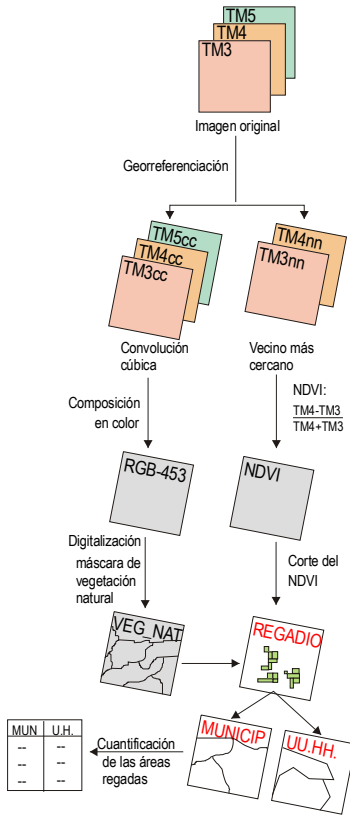 TM5
TM4
TM3
Imagen original
Georreferenciación
TM5cc
TM4cc
TM3cc
TM4nn
TM3nn
Convolución
cúbica
Vecino más
cercano
Composición
en color
NDVI:
TM4-TM3
TM4+TM3
RGB-453
NDVI
Digitalización
máscara de
vegetación
natural
Corte del
NDVI
VEG_NAT
REGADIO
MUNICIP
UU.HH.
MUN U.H.
-- --
-- --
-- --
Cuantificación
de las áreas
regadas